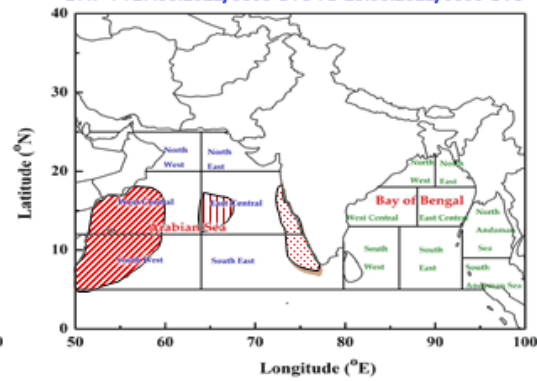 40
30
20
10
0
Latitude (°N)
North
West
North
East
West Central
East Central
Arabian Sea
South West
South East
North
West
North
East
Bay of Bengal
West Central
East Central
North
Andaman
Sea
South
West
South
East
South
Andaman Sea
50
60
70
80
90
100
Longitude (°E)
0